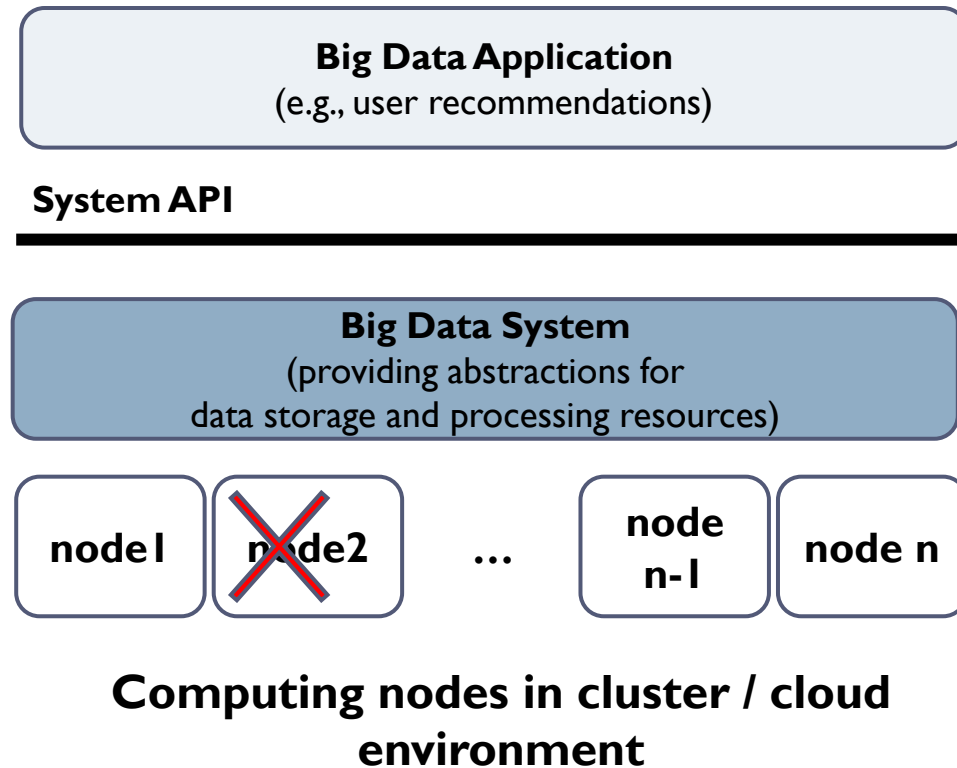 Big Data Application
(e.g., user recommendations)
System API
Big Data System
(providing abstractions for
data storage and processing resources)
node1
node2
...
node
n-1
node n
Computing nodes in cluster / cloud
environment